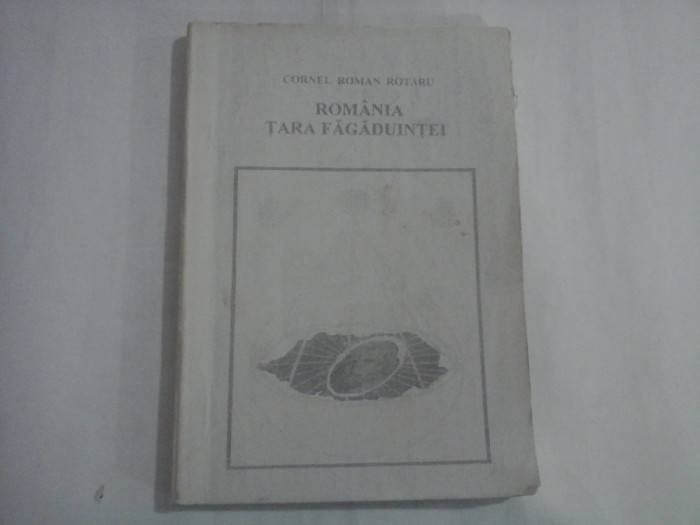 CORNEL ROMAN ROTARU
ROMÂNIA
ȚARA FĂGĂDUINȚEI